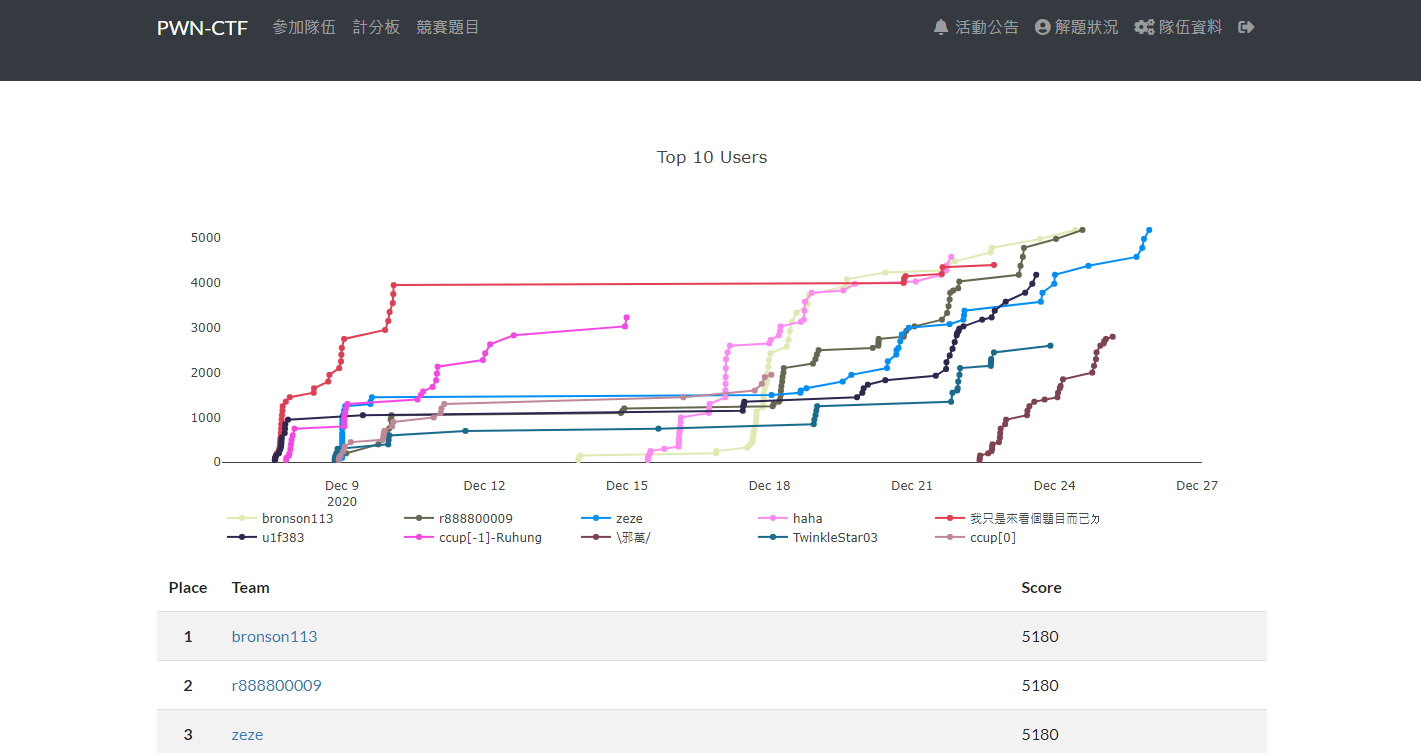 PWN-CTF 參加隊伍 計分板 競賽題目 活動公告 解題狀況 隊伍資料
Top 10 Users
5000
4000
3000
2000
1000
0
Dec 9 Dec 12 Dec 15 Dec 18 Dec 21 Dec 24 Dec 27
2020
bronson113 r888800009 zeze haha 我只是來看個題目而已ㄉ
u1f383 ccup[-1]-Ruhung \邪萬/ TwinkleStar03 ccup[0]
Place Team Score
1 bronson113 5180
2 r888800009 5180
3 zeze 5180